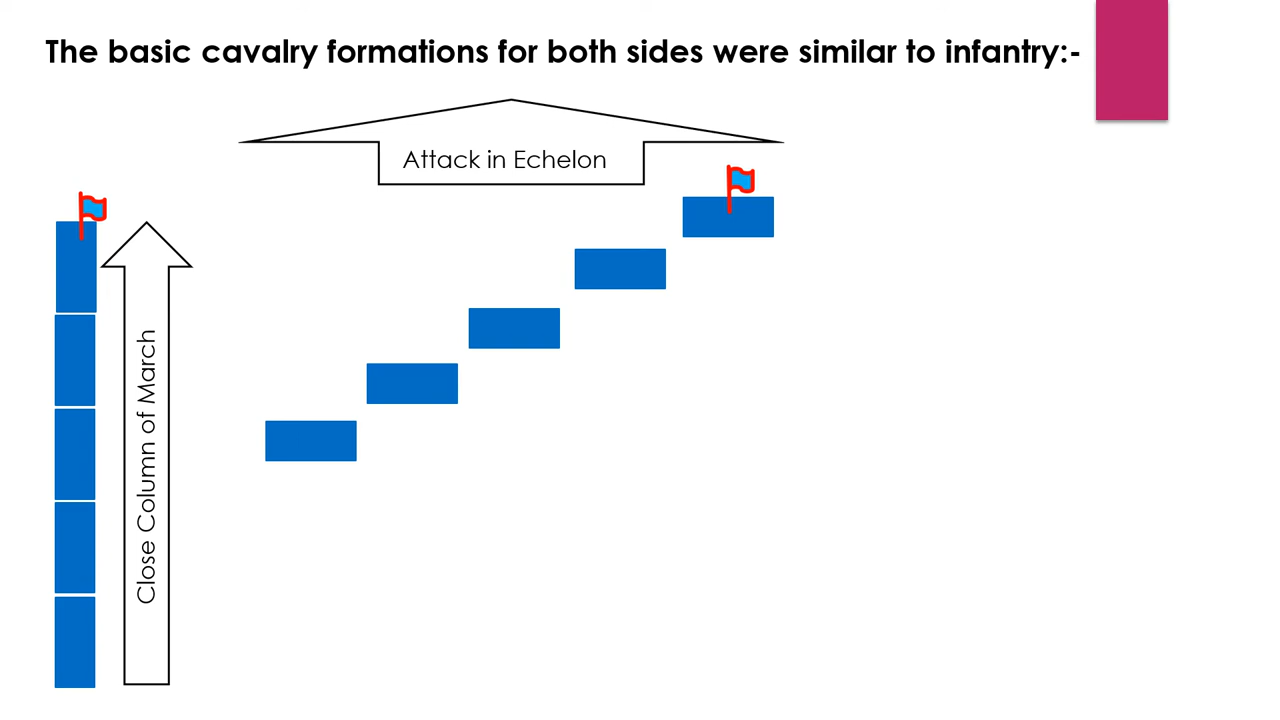 The basic cavalry formations for both sides were similar to infantry:-
Attack in Echelon
Close Column of March